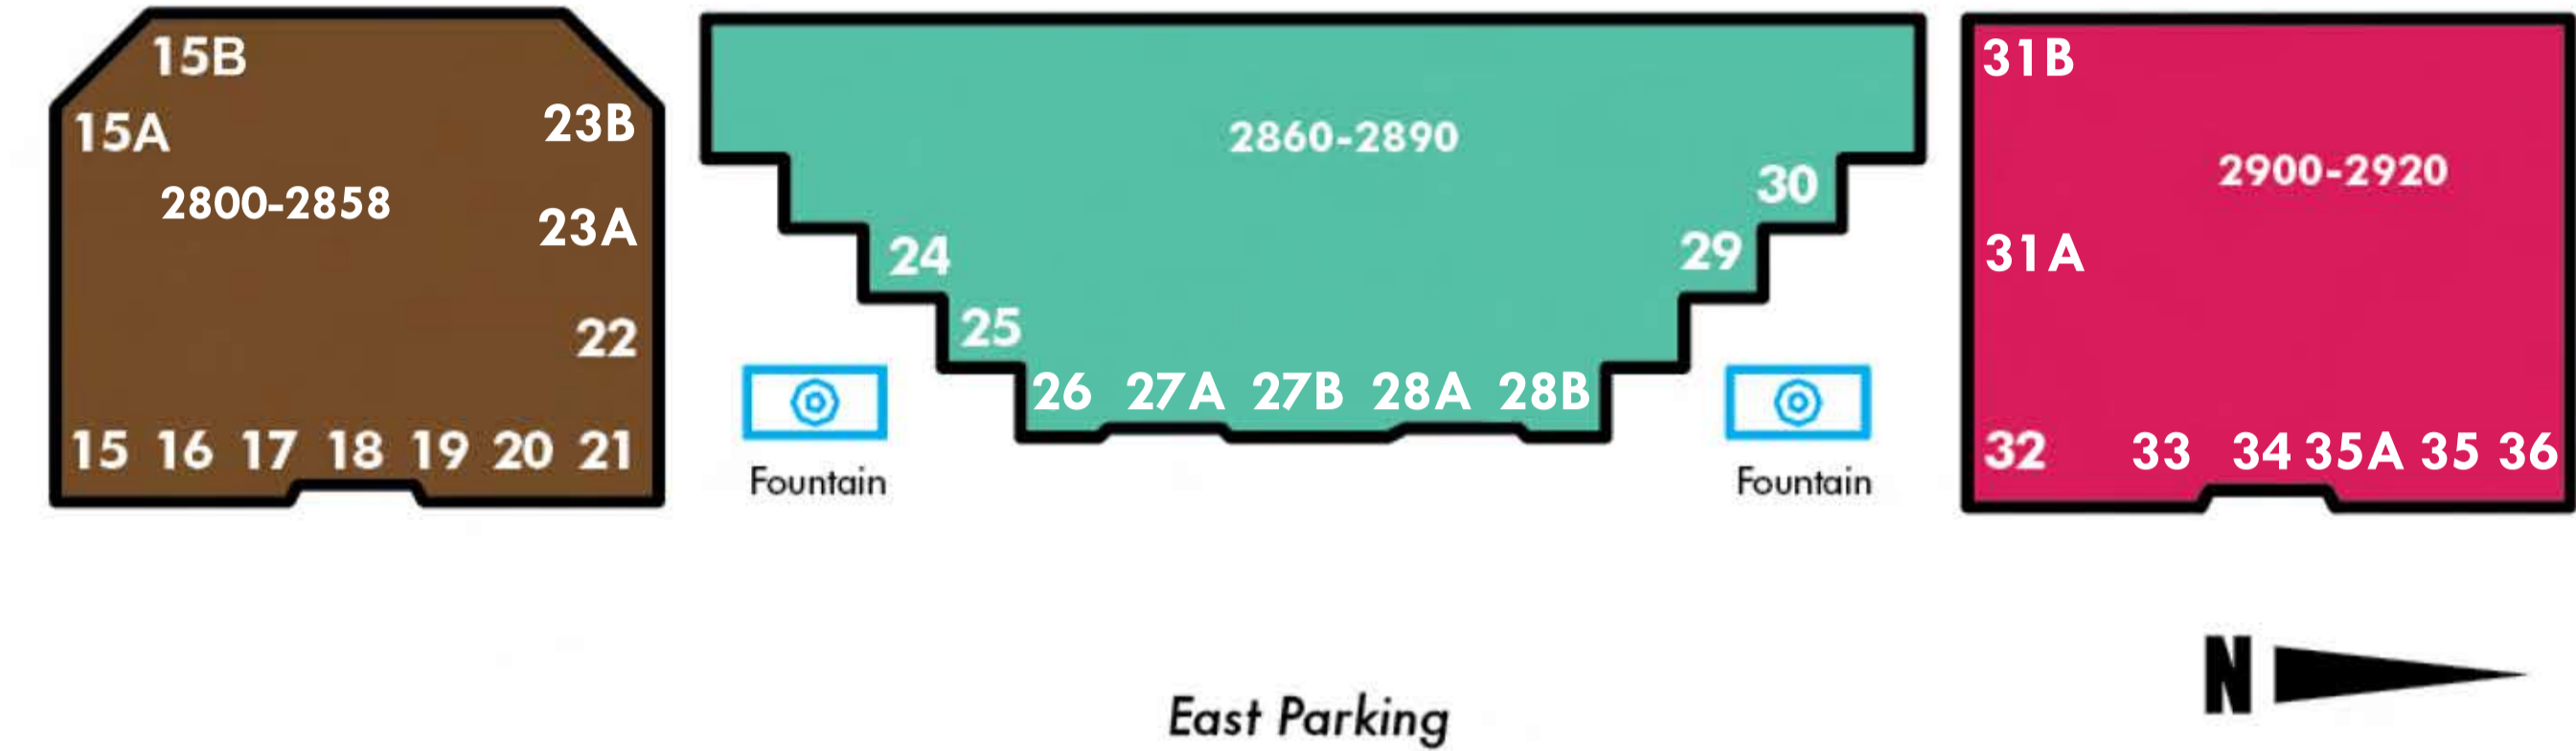 15B
15A
23B
2800-2858
23A
22
15 16 17 18 19 20 21
2860-2890
30
29
24
25
26 27A 27B 28A 28B
Fountain
Fountain
31B
2900-2920
31A
32 33 34 35A 35 36
N
East Parking